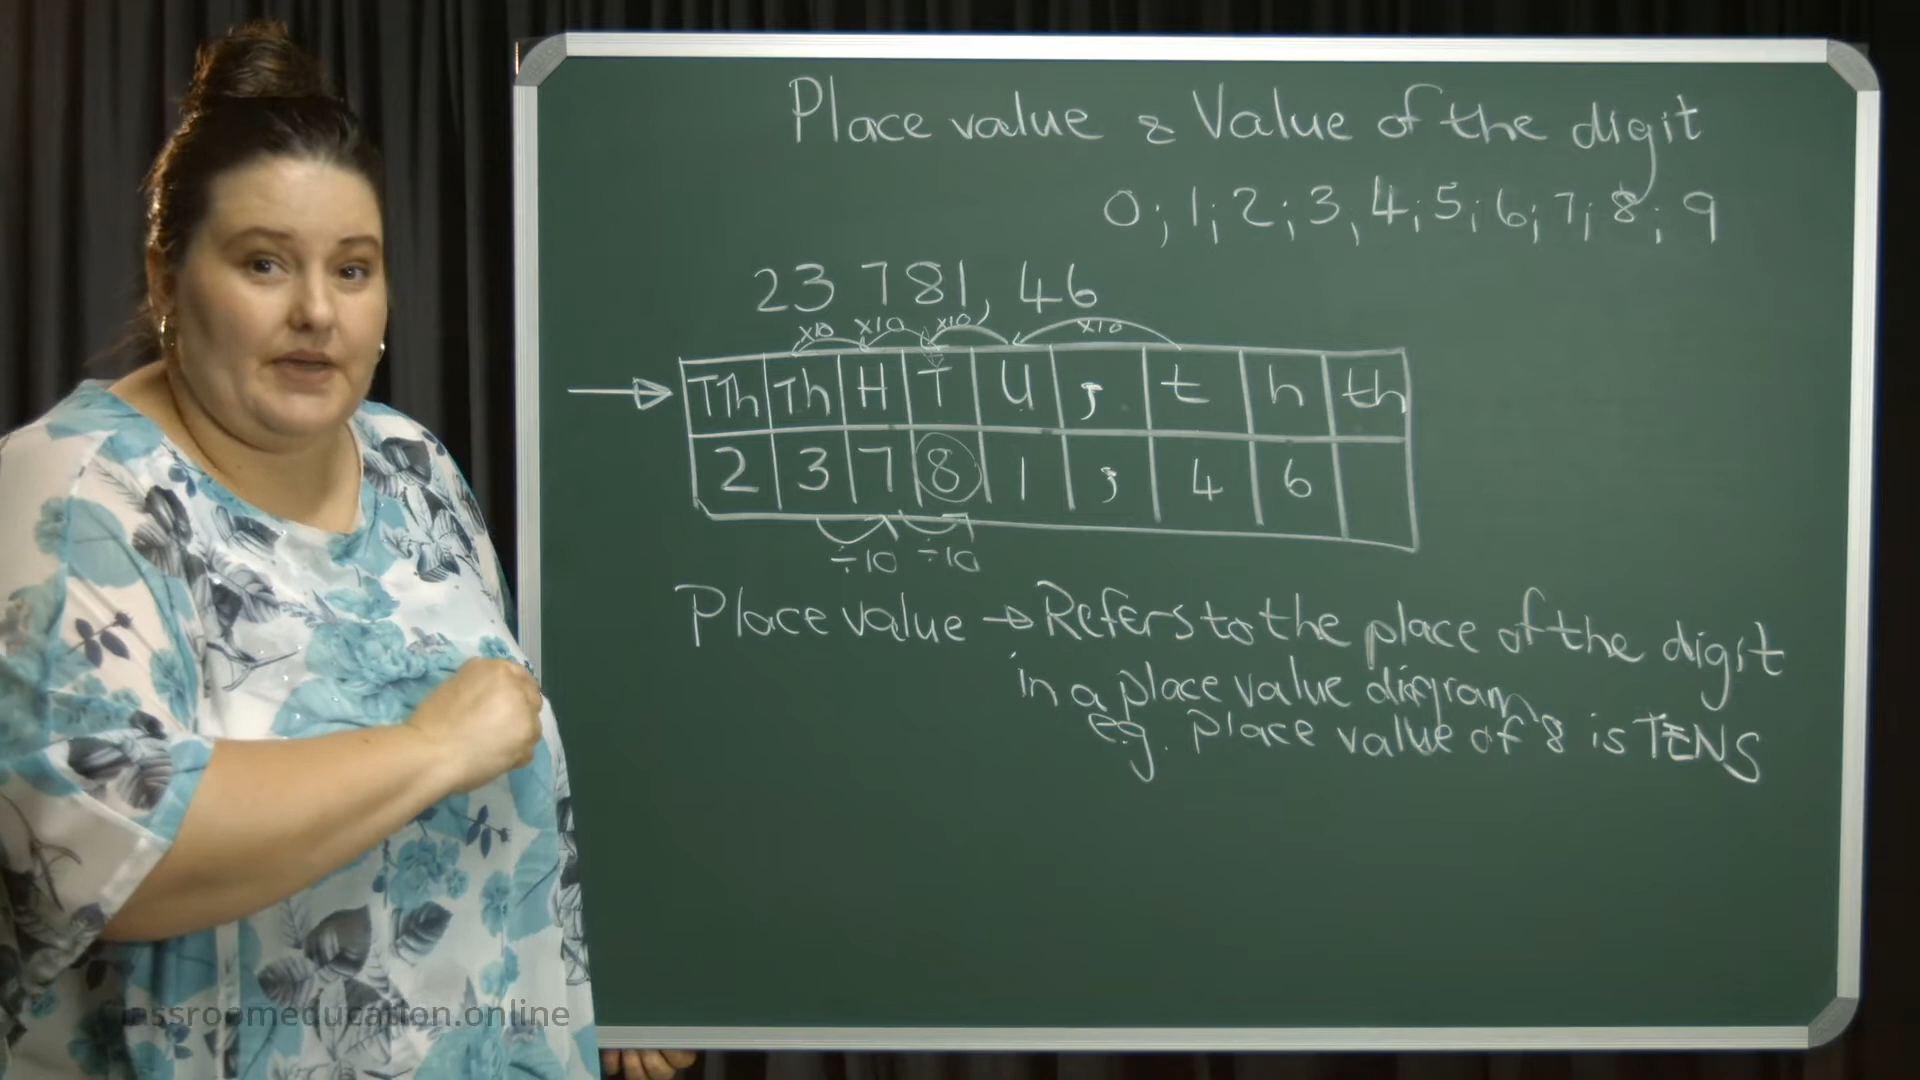 Place value & Value of the digit
0; 1; 2; 3, 4; 5; 6; 7; 8; 9
23 781, 46
x10 x10 x10 x10
TTh Th H T U , t h th
2 3 7 8 1 , 4 6
÷10 ÷10
Place value → Refers to the place of the digit
in a place value diagram
eg. Place value of 8 is TENS
classroomeducation.online